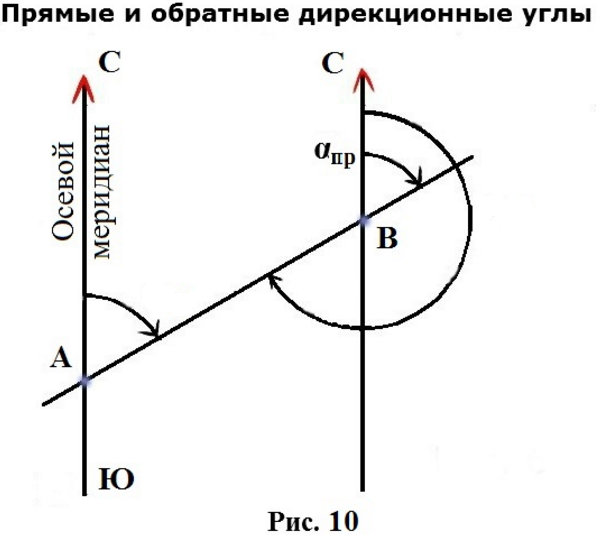 Прямые и обратные дирекционные углы
С
С
Осевой
меридиан
αпр
В
А
Ю
Рис. 10